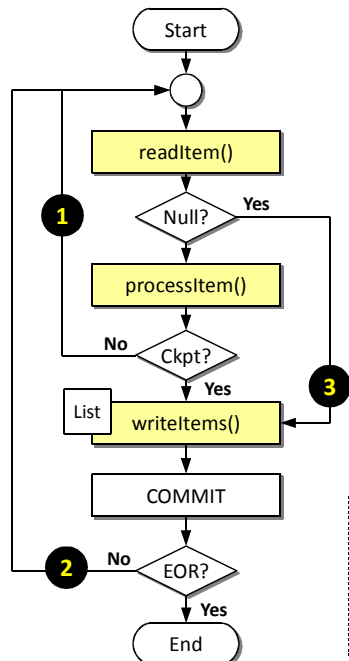 Start
readItem()
Null?
Yes
1
processItem()
No
Ckpt?
Yes
3
List
writeItems()
COMMIT
2
No
EOR?
Yes
End